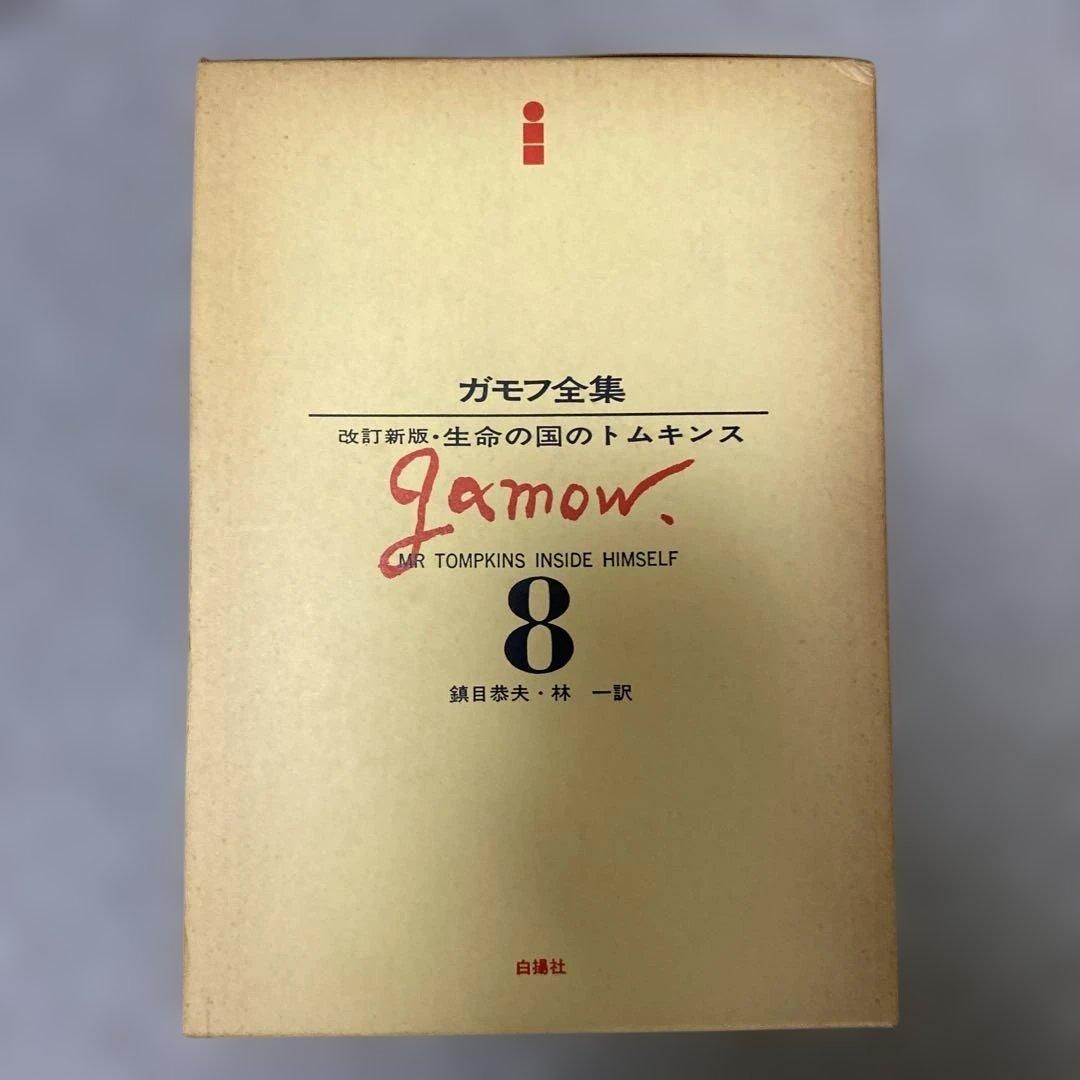 ガモフ全集
改訂新版・生命の国のトムキンス
gamow.
MR TOMPKINS INSIDE HIMSELF
8
鎮目恭夫・林 一訳
白揚社